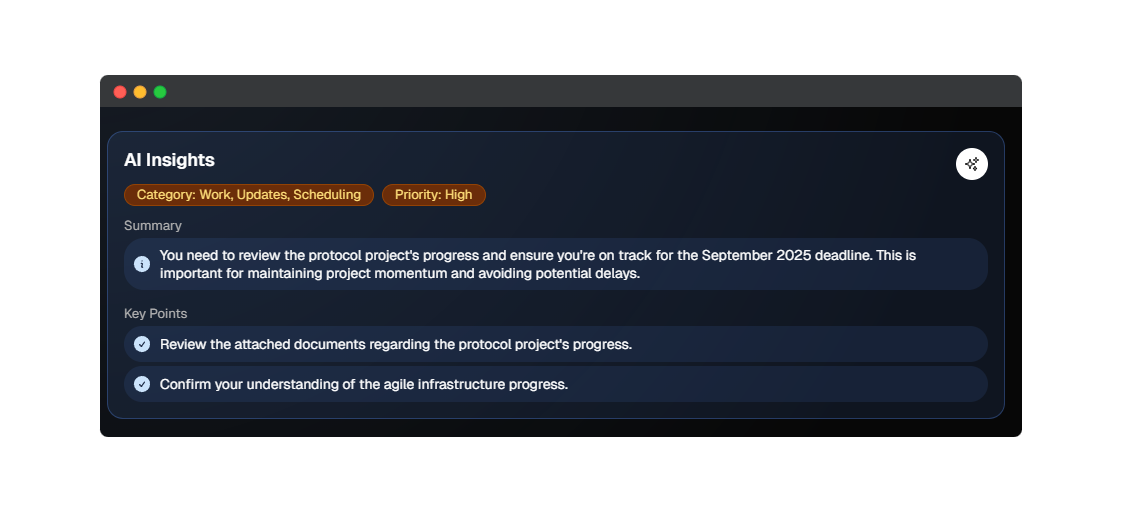 AI Insights
Category: Work, Updates, Scheduling
Priority: High
Summary
You need to review the protocol project's progress and ensure you're on track for the September 2025 deadline. This is
important for maintaining project momentum and avoiding potential delays.
Key Points
Review the attached documents regarding the protocol project's progress.
Confirm your understanding of the agile infrastructure progress.